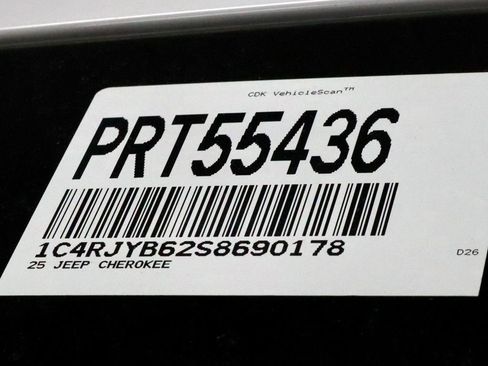 CDK VehicleScan™
PRT55436
1C4RJYB62S8690178
25 JEEP CHEROKEE
D26